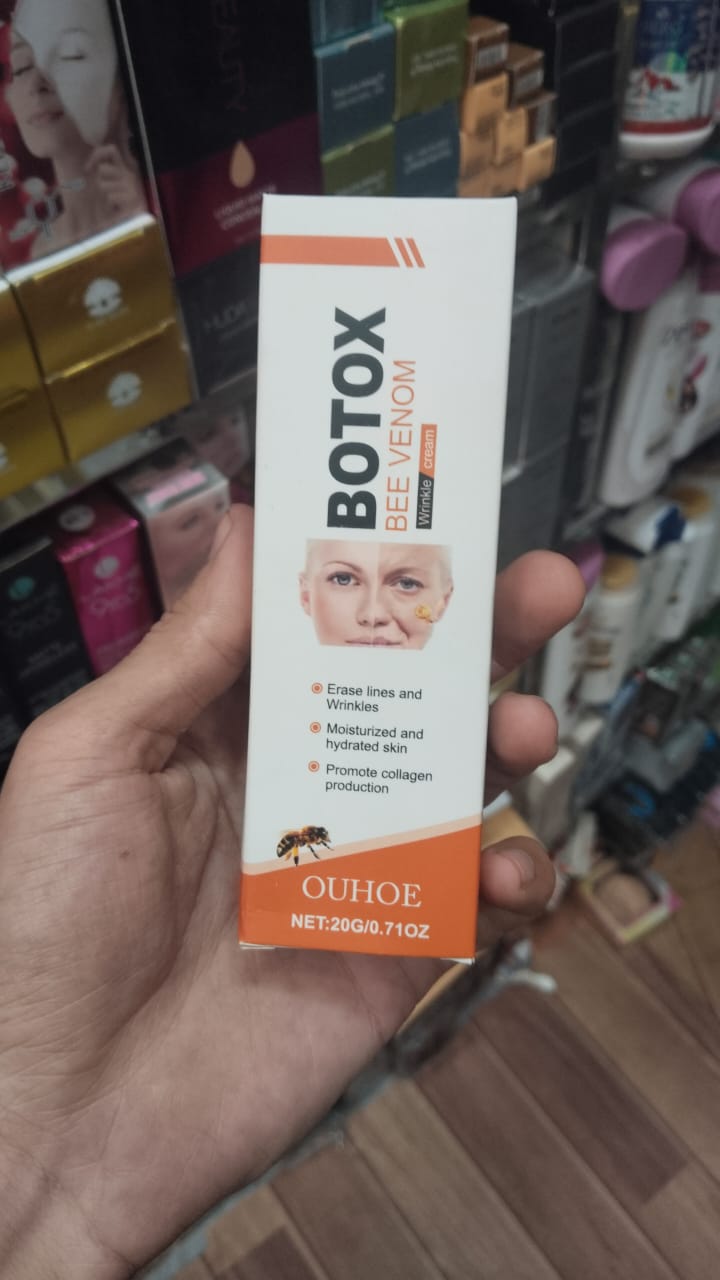 BOTOX
BEE VENOM
Wrinkle cream
Erase lines and
Wrinkles
Moisturized and
hydrated skin
Promote collagen
production
OUHOE
NET:20G/0.71OZ